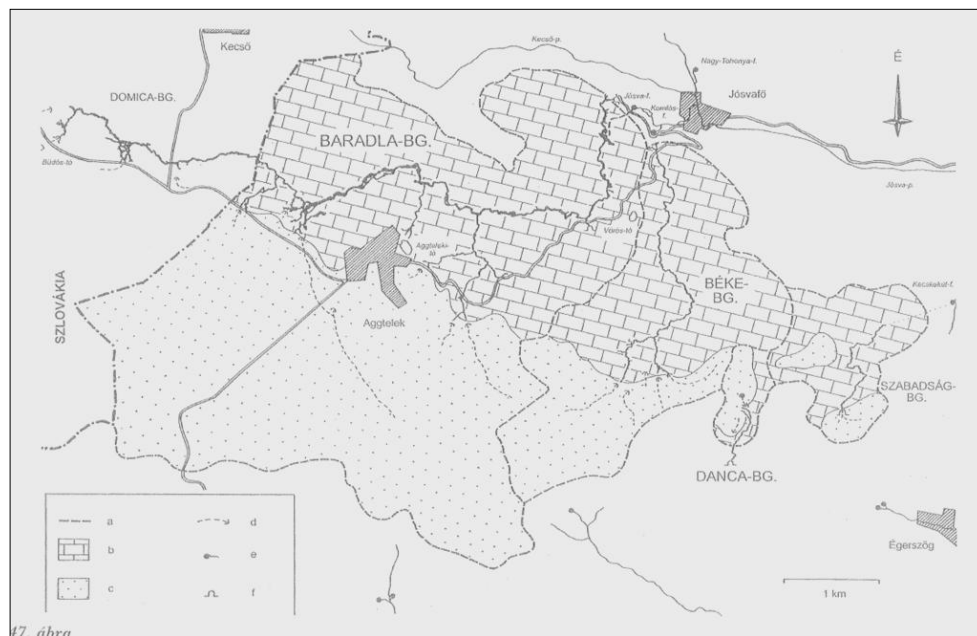 Kecső
Kecső-p.
Nagy-Tohonya-f.
É
DOMICA-BG.
Jósva-f.
Komlós-f.
Jósvafő
BARADLA-BG.
Büdös-tó
Jósva-p.
Vörös-tó
Aggteleki-tó
SZLOVÁKIA
BÉKE-BG.
Kecskekút-f.
Aggtelek
SZABADSÁG-BG.
DANCA-BG.
Égerszög
a
b
c
d
e
f
1 km
47. ábra